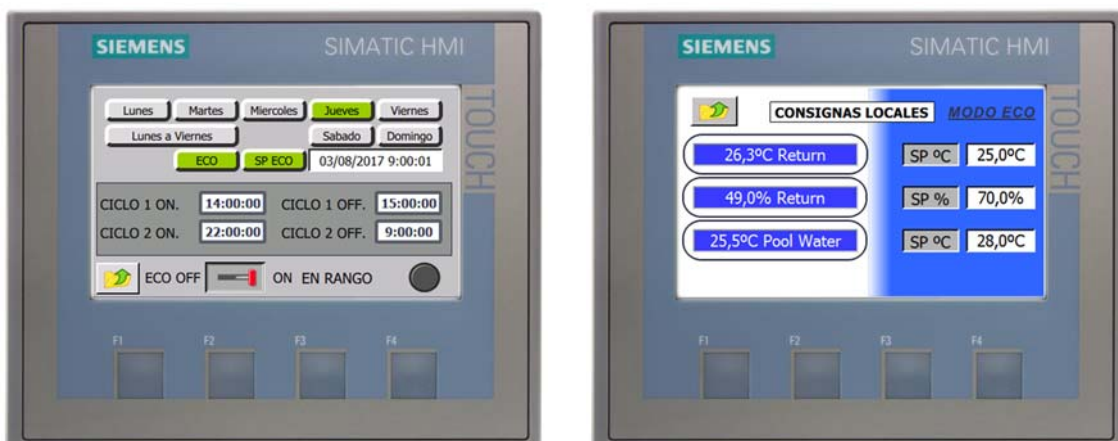 SIEMENS SIMATIC HMI
TOUCH
Lunes Martes Miercoles Jueves Viernes
Lunes a Viernes Sabado Domingo
ECO SP ECO 03/08/2017 9:00:01
CICLO 1 ON. 14:00:00 CICLO 1 OFF. 15:00:00
CICLO 2 ON. 22:00:00 CICLO 2 OFF. 9:00:00
ECO OFF ON EN RANGO
F1 F2 F3 F4
SIEMENS SIMATIC HMI
TOUCH
CONSIGNAS LOCALES MODO ECO
26,3ºC Return SP ºC 25,0ºC
49,0% Return SP % 70,0%
25,5ºC Pool Water SP ºC 28,0ºC
F1 F2 F3 F4